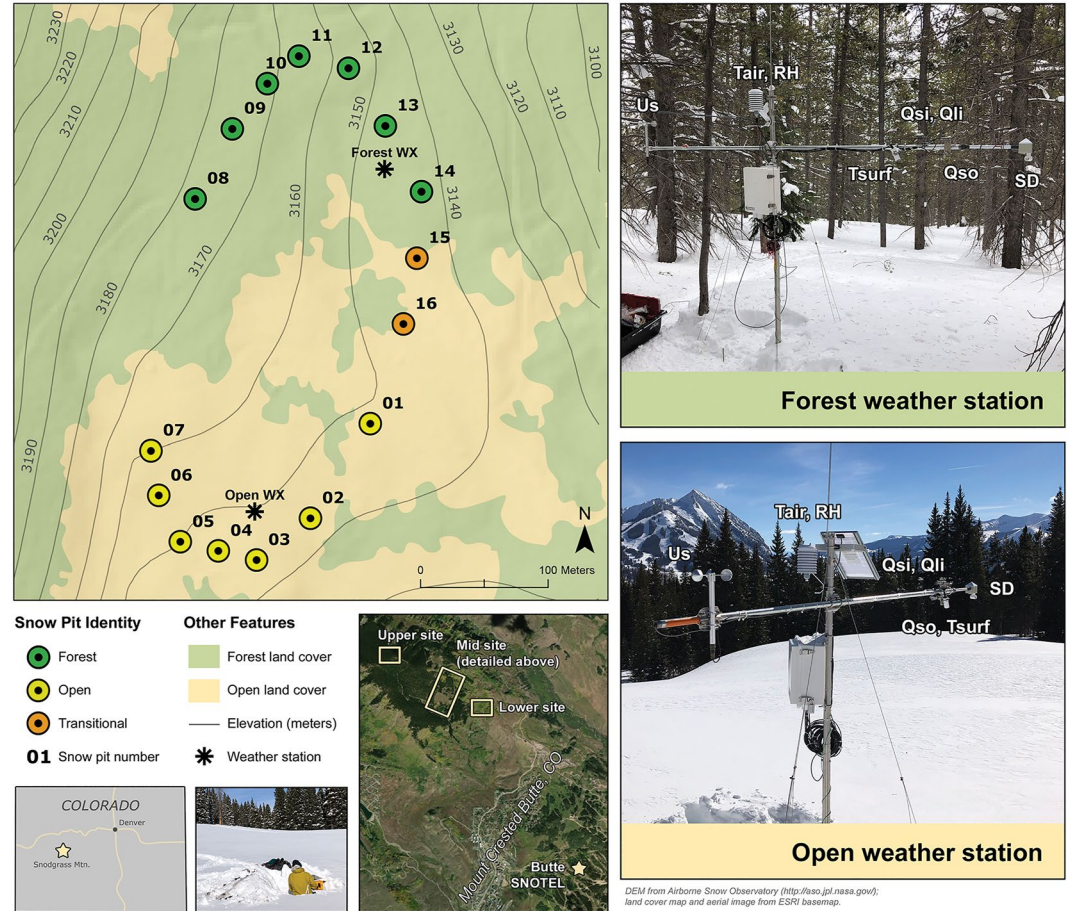 3230
3220
3210
3200
3190
3180
3170
3160
3150
3140
3130
3120
3110
3100
11
12
10
09
13
Forest WX
08
14
15
16
01
07
06
Open WX
02
05
04
03
N
0
100 Meters
Us
Tair, RH
Qsi, Qli
Tsurf
Qso
SD
Forest weather station
Tair, RH
Us
Qsi, Qli
SD
Qso, Tsurf
Open weather station
Snow Pit Identity
Forest
Open
Transitional
01 Snow pit number
Other Features
Forest land cover
Open land cover
Elevation (meters)
Weather station
COLORADO
Denver
Snodgrass Mtn.
Upper site
Mid site
(detailed above)
Lower site
Mount Crested Butte, CO
Butte
SNOTEL
DEM from Airborne Snow Observatory (http://aso.jpl.nasa.gov/);
land cover map and aerial image from ESRI basemap.